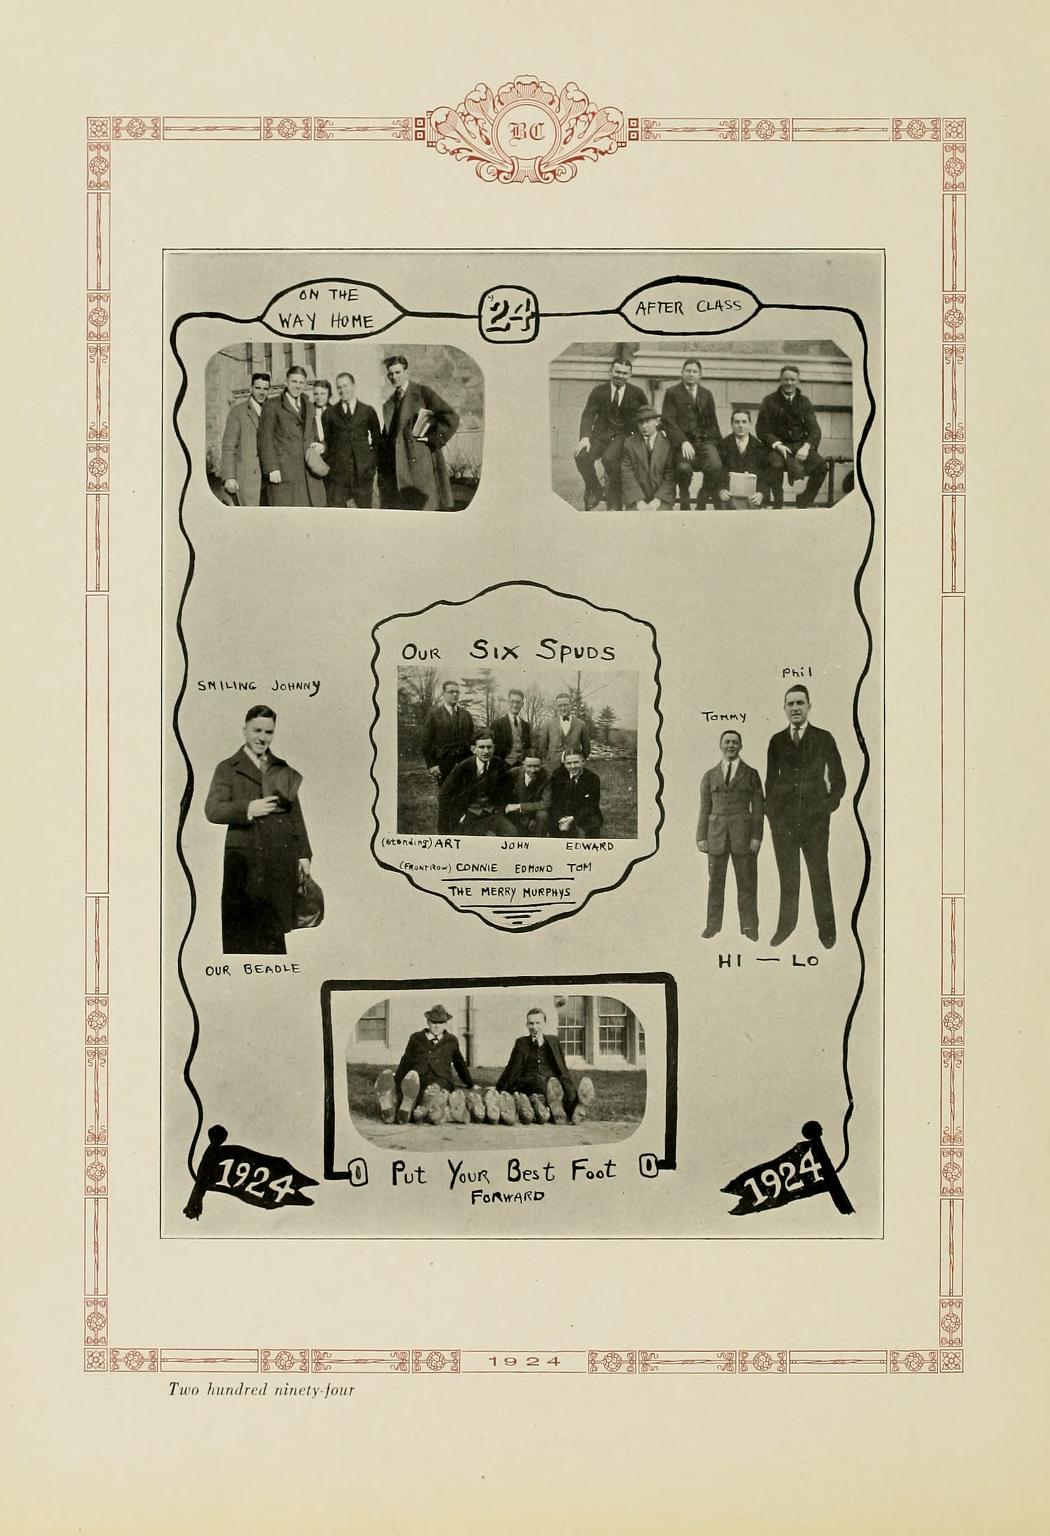 BC
ON THE
WAY HOME
'24
AFTER CLASS
OUR SIX SPUDS
SMILING JOHNNY
Phil
TOMMY
(standing) ART JOHN EDWARD
(FRONT ROW) CONNIE EDMOND TOM
THE MERRY MURPHYS
OUR BEADLE
HI — LO
1924
PUT YOUR BEST FOOT
FORWARD
1924
1924
Two hundred ninety-four